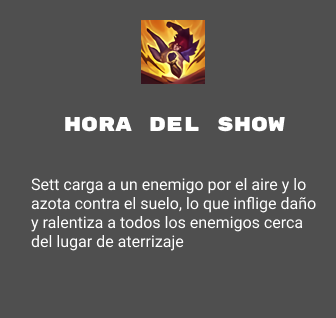 HORA DEL SHOW
Sett carga a un enemigo por el aire y lo
azota contra el suelo, lo que inflige daño
y ralentiza a todos los enemigos cerca
del lugar de aterrizaje